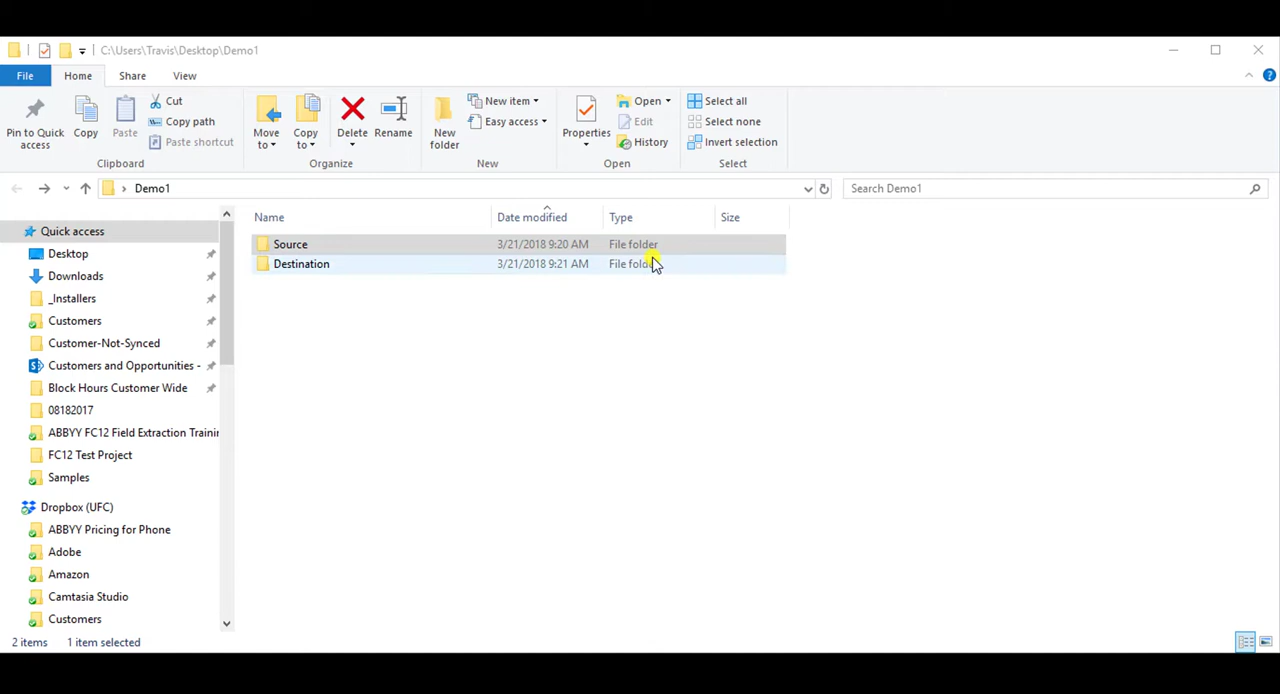 C:\Users\Travis\Desktop\Demo1
File Home Share View
Pin to Quick access
Copy
Paste
Cut
Copy path
Paste shortcut
Clipboard
Move to
Copy to
Delete
Rename
Organize
New folder
New item
Easy access
New
Properties
Open
Edit
History
Open
Select all
Select none
Invert selection
Select
Demo1
Search Demo1
Name Date modified Type Size
Source 3/21/2018 9:20 AM File folder
Destination 3/21/2018 9:21 AM File folder
Quick access
Desktop
Downloads
_Installers
Customers
Customer-Not-Synced
Customers and Opportunities -
Block Hours Customer Wide
08182017
ABBYY FC12 Field Extraction Trainin
FC12 Test Project
Samples
Dropbox (UFC)
ABBYY Pricing for Phone
Adobe
Amazon
Camtasia Studio
Customers
2 items 1 item selected